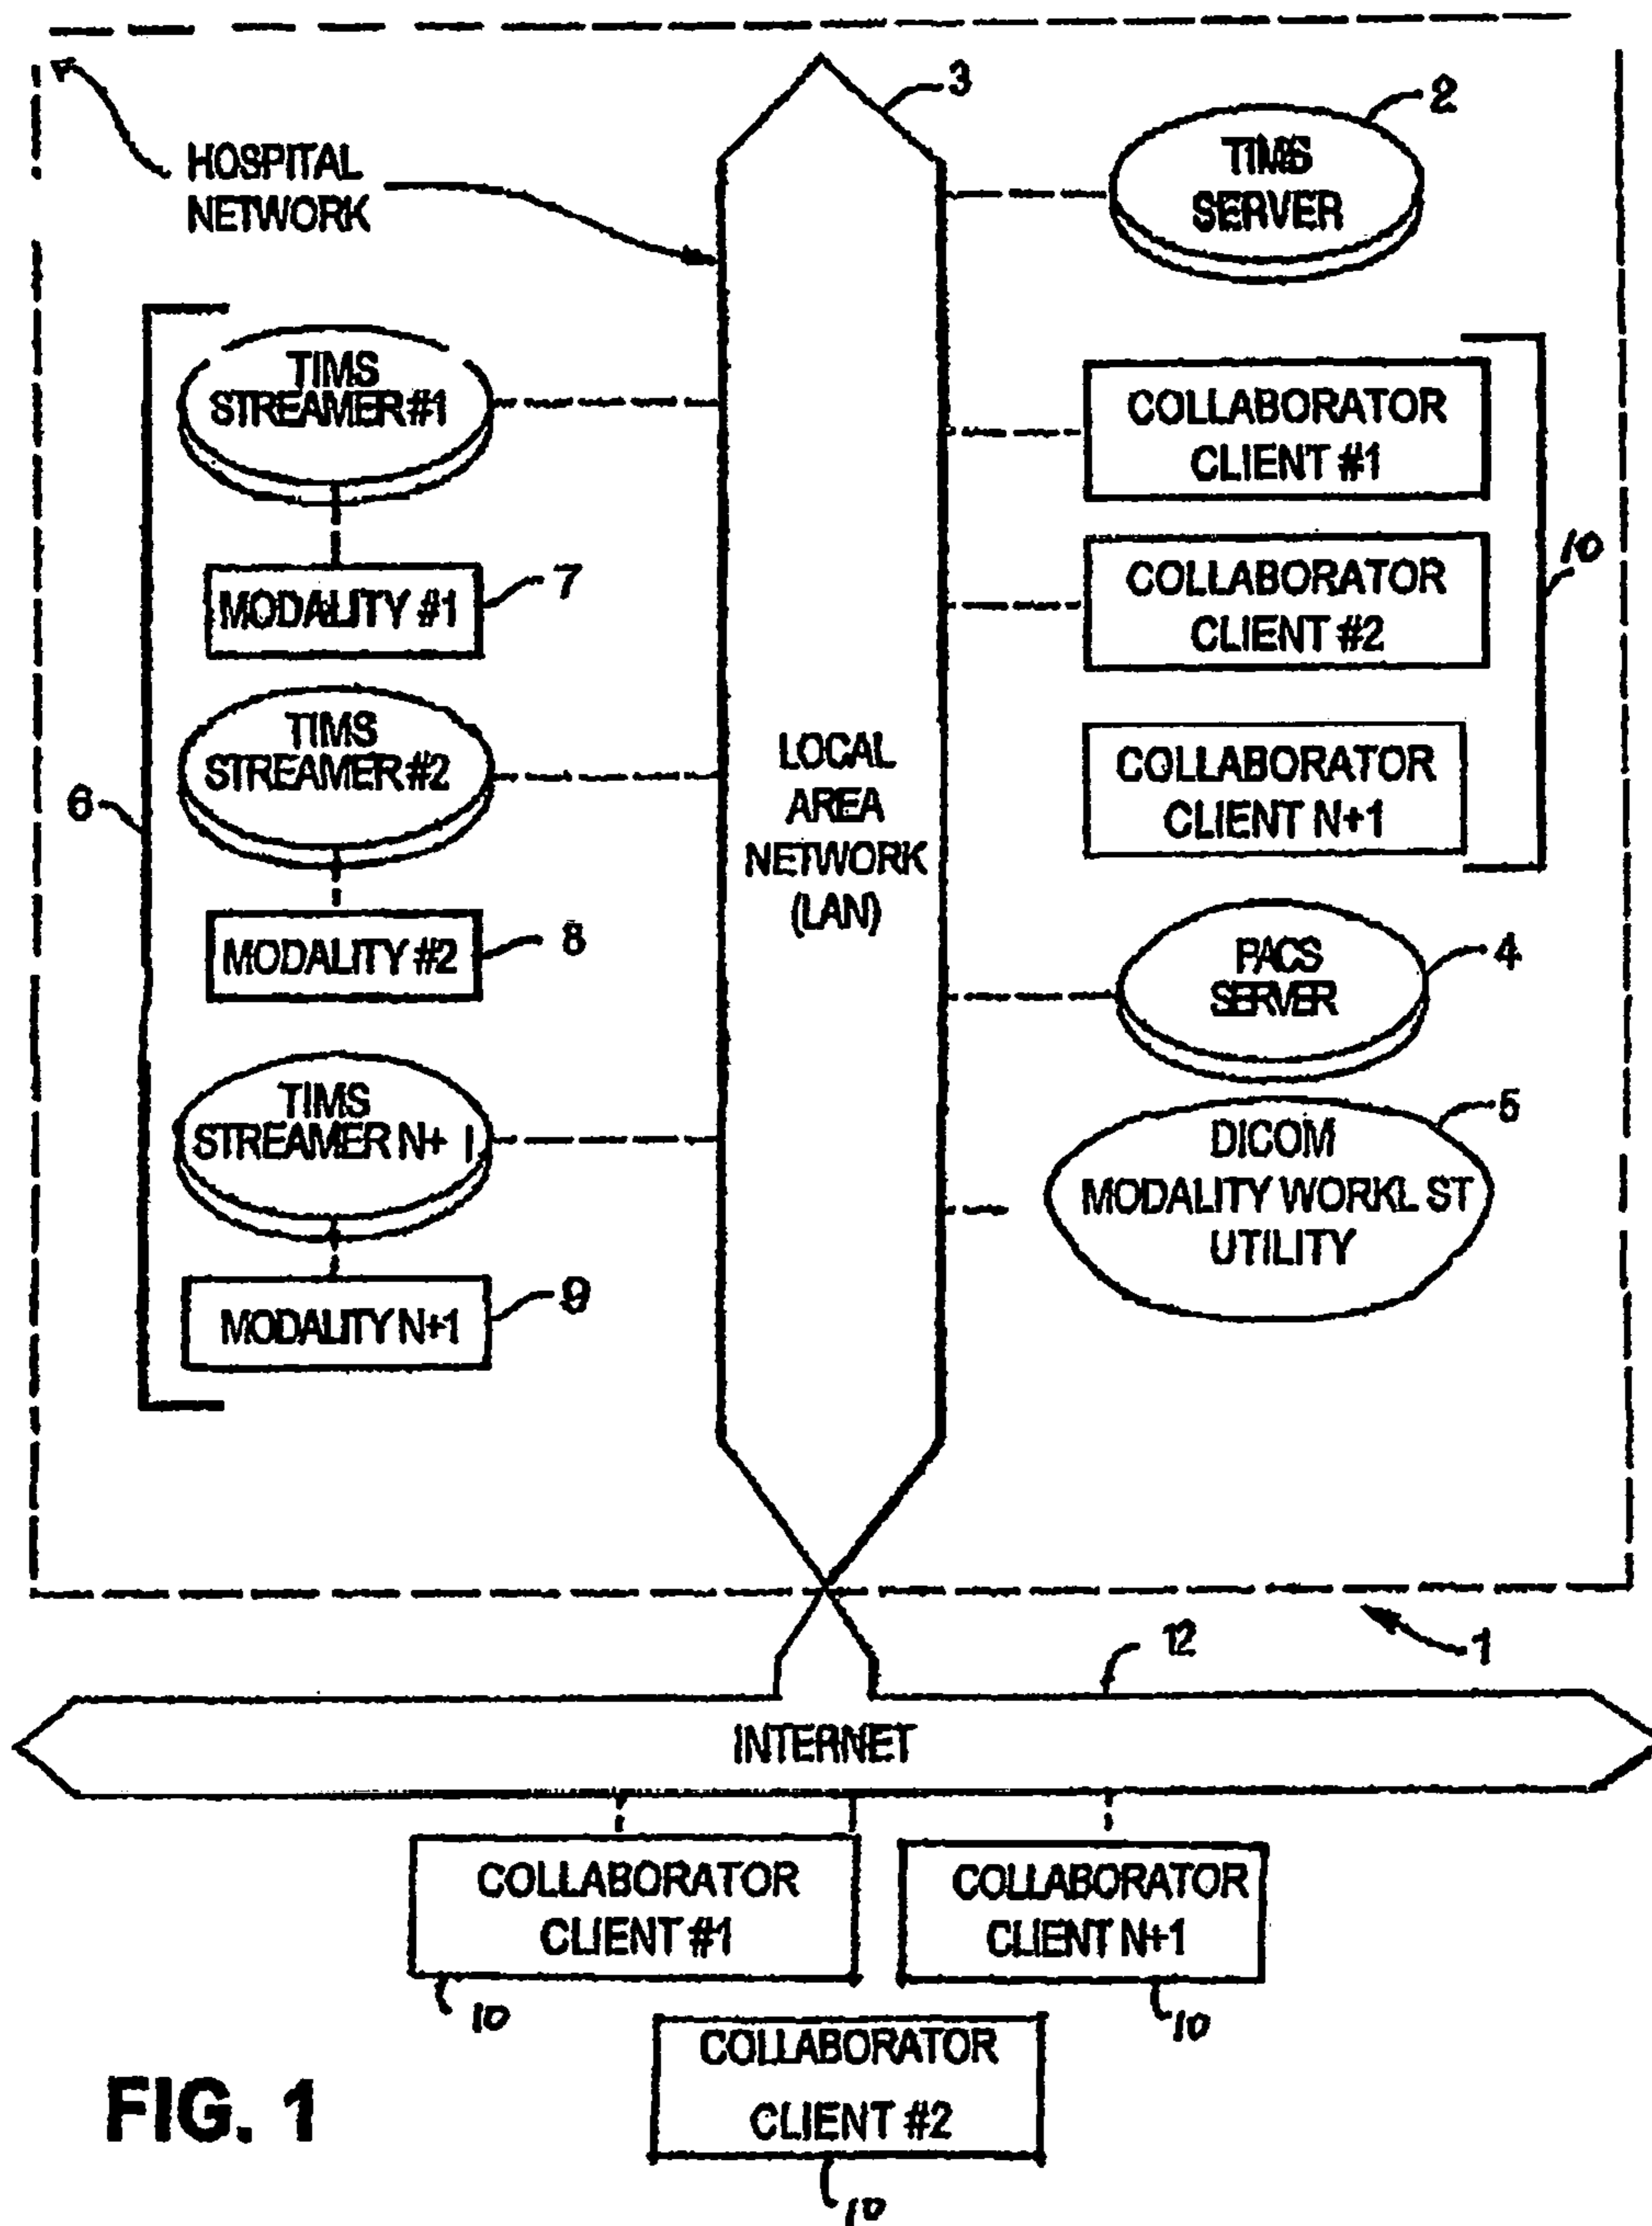 3
2
HOSPITAL
NETWORK
TIMS
SERVER
TIMS
STREAMER #1
COLLABORATOR
CLIENT #1
MODALITY #1
7
COLLABORATOR
CLIENT #2
10
TIMS
STREAMER #2
6
LOCAL
AREA
NETWORK
(LAN)
COLLABORATOR
CLIENT N+1
MODALITY #2
8
PACS
SERVER
4
TIMS
STREAMER N+ 1
5
DICOM
MODALITY WORKL ST
UTILITY
MODALITY N+1
9
1
12
INTERNET
COLLABORATOR
CLIENT #1
10
COLLABORATOR
CLIENT N+1
10
COLLABORATOR
CLIENT #2
10
FIG. 1